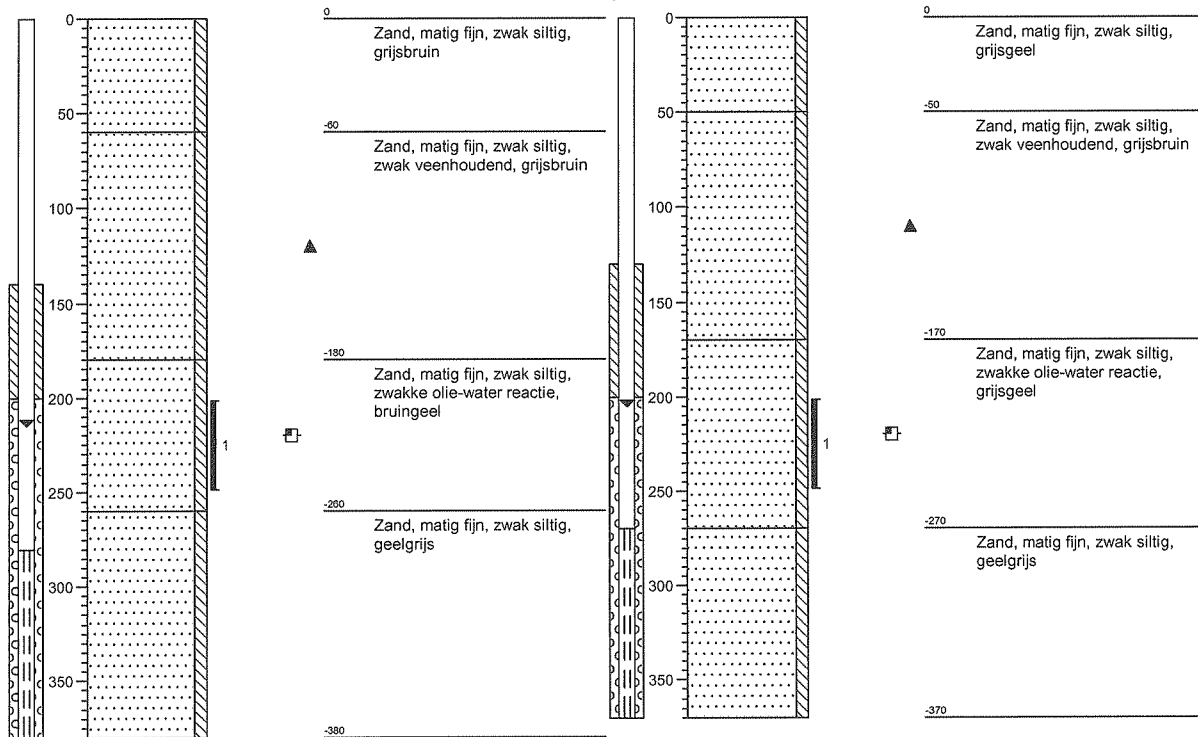 0
50
100
150
200
250
300
350
1
0
Zand, matig fijn, zwak siltig,
grijsbruin
-60
Zand, matig fijn, zwak siltig,
zwak veenhoudend, grijsbruin
-180
Zand, matig fijn, zwak siltig,
zwakke olie-water reactie,
bruingeel
-260
Zand, matig fijn, zwak siltig,
geelgrijs
-380
0
50
100
150
200
250
300
350
1
0
Zand, matig fijn, zwak siltig,
grijsgeel
-50
Zand, matig fijn, zwak siltig,
zwak veenhoudend, grijsbruin
-170
Zand, matig fijn, zwak siltig,
zwakke olie-water reactie,
grijsgeel
-270
Zand, matig fijn, zwak siltig,
geelgrijs
-370